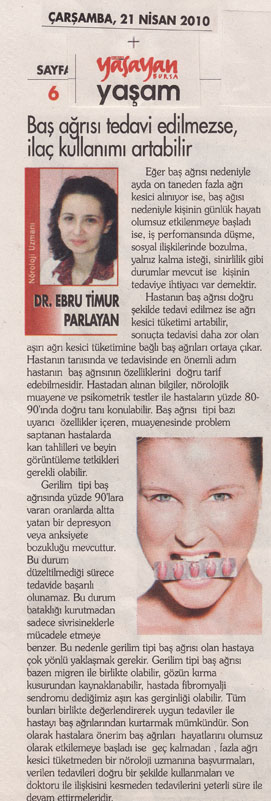 ÇARŞAMBA, 21 NİSAN 2010
SAYFA
6
yaşayan
BURSA
yaşam
Baş ağrısı tedavi edilmezse,
ilaç kullanımı artabilir
Nöroloji Uzmanı
DR. EBRU TİMUR
PARLAYAN
Eğer baş ağrısı nedeniyle
ayda on taneden fazla ağrı
kesici alınıyor ise, baş ağısı
nedeniyle kişinin günlük hayatı
olumsuz etkilenmeye başladı
ise, iş perfomansında düşme,
sosyal ilişkilerinde bozulma,
yalnız kalma isteği, sinirlilik gibi
durumlar mevcut ise kişinin
tedaviye ihtiyacı var demektir.
Hastanın baş ağrısı doğru
şekilde tedavi edilmez ise ağrı
kesici tüketimi artabilir,
sonuçta tedavisi daha zor olan
aşırı ağrı kesici tüketimine bağlı baş ağrıları ortaya çıkar.
Hastanın tanısında ve tedavisinde en önemli adım
hastanın baş ağrısının özelliklerini doğru tarif
edebilmesidir. Hastadan alınan bilgiler, nörolojik
muayene ve psikometrik testler ile hastaların yüzde 80-
90'ında doğru tanı konulabilir. Baş ağrısı tipi bazı
uyarıcı özellikler içeren, muayenesinde problem
saptanan hastalarda
kan tahlilleri ve beyin
görüntüleme tetkikleri
gerekli olabilir.
Gerilim tipi baş
ağrısında yüzde 90'lara
varan oranlarda altta
yatan bir depresyon
veya anksiyete
bozukluğu mevcuttur.
Bu durum
düzeltilmediği sürece
tedavide başarılı
olunamaz. Bu durum
bataklığı kurutmadan
sadece sivrisineklerle
mücadele etmeye
benzer. Bu nedenle gerilim tipi baş ağrısı olan hastaya
çok yönlü yaklaşmak gerekir. Gerilim tipi baş ağrısı
bazen migren ile birlikte olabilir, gözün kırma
kusurundan kaynaklanabilir, hastada fibromyalji
sendromu dediğimiz aşırı kas gerginliği olabilir. Tüm
bunları birlikte değerlendirerek uygun tedaviler ile
hastayı baş ağrılarından kurtarmak mümkündür. Son
olarak hastalara önerim baş ağrıları hayatlarını olumsuz
olarak etkilemeye başladı ise geç kalmadan , fazla ağrı
kesici tüketmeden bir nöroloji uzmanına başvurmaları,
verilen tedavileri doğru bir şekilde kullanmaları ve
doktoru ile ilişkisini kesmeden tedavilerini yeterli süre ile
devam ettirmeleridir.